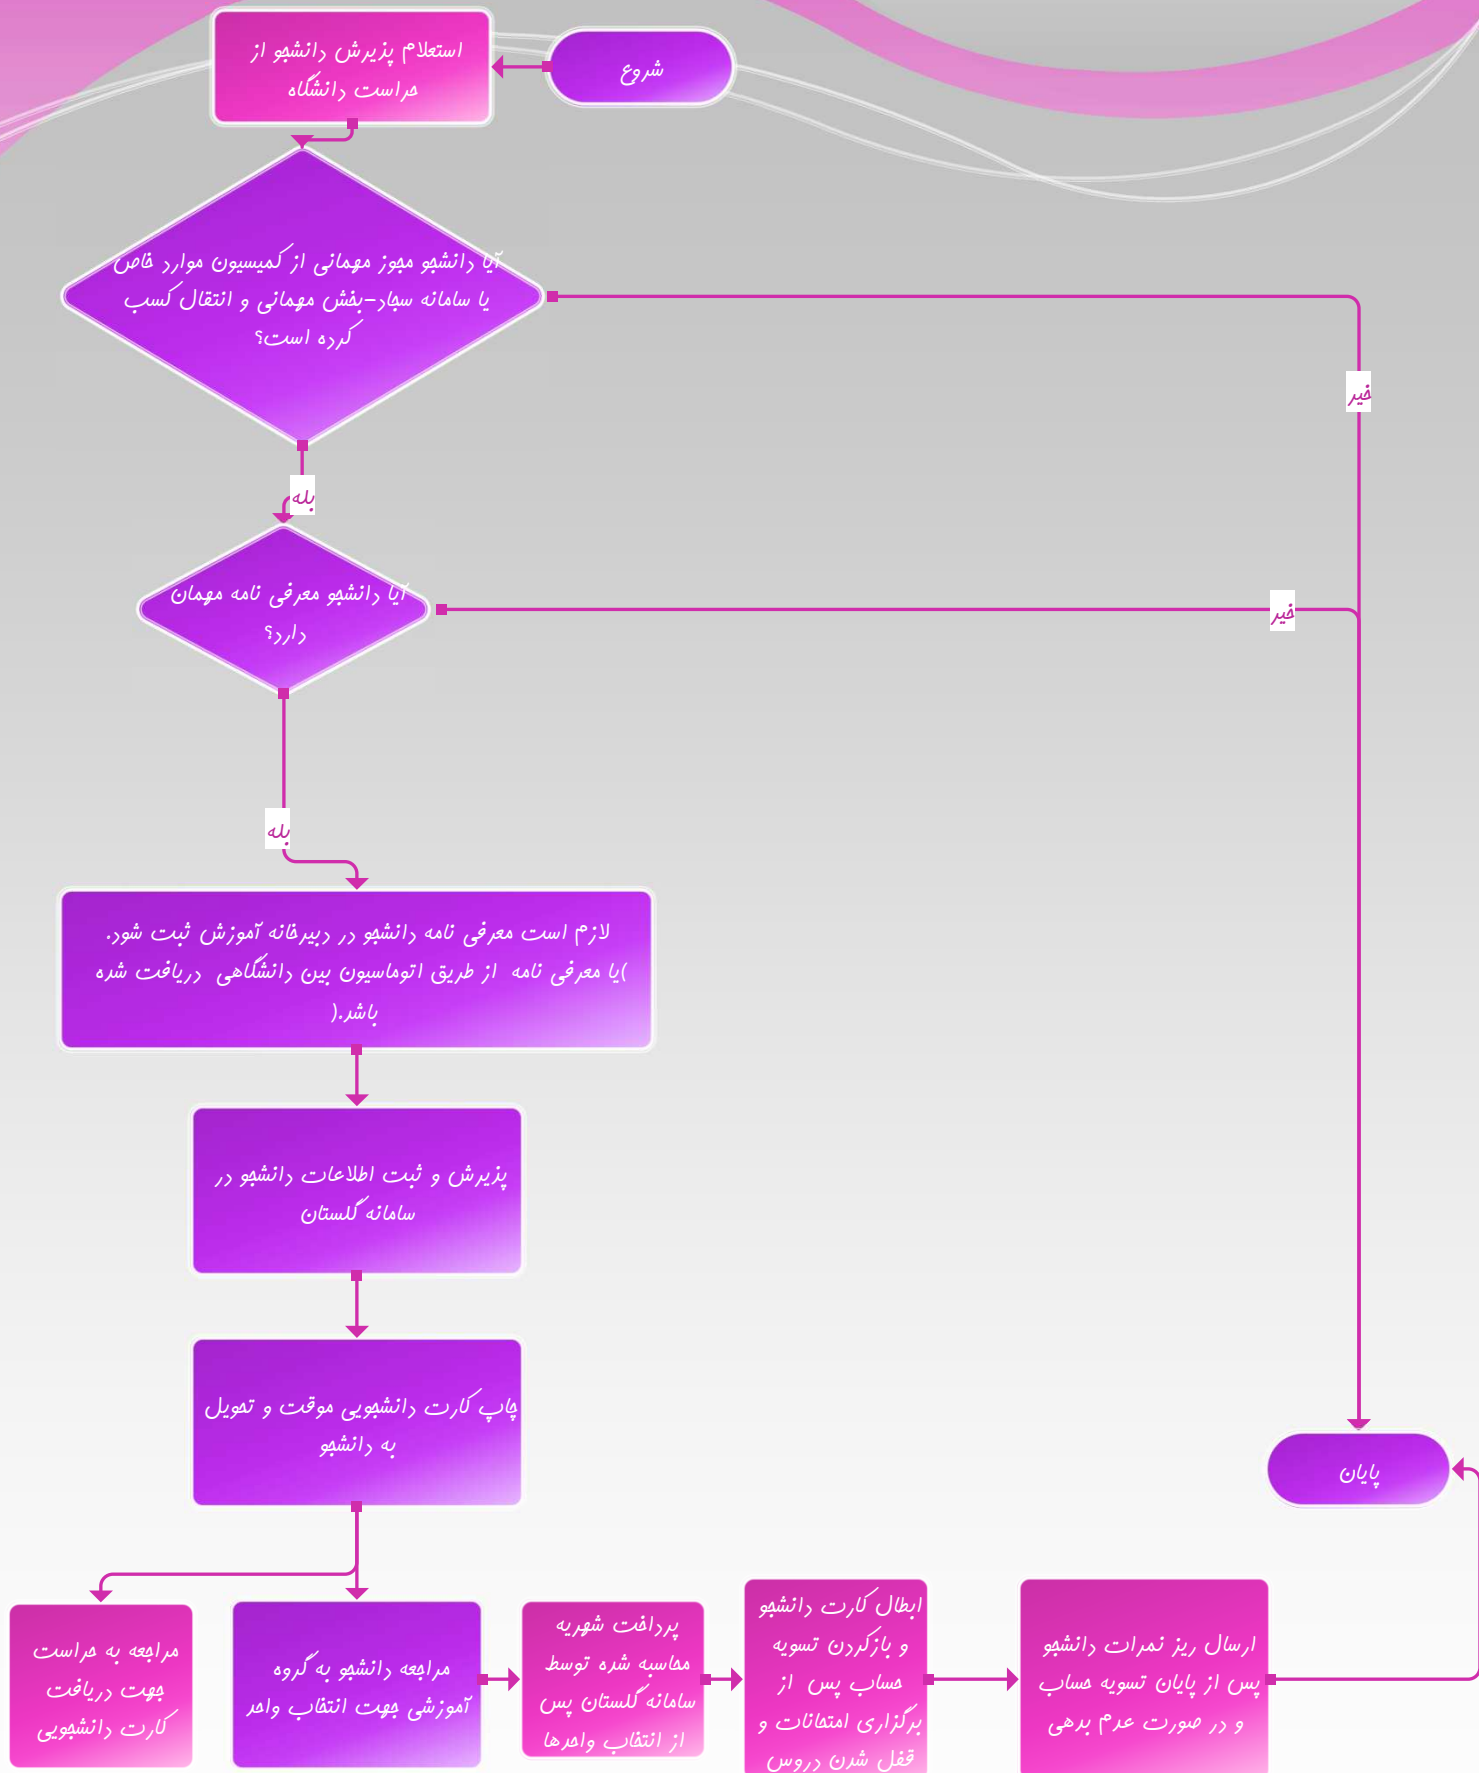 شروع
استعلام پذیرش دانشجو از
حراست دانشگاه
آیا دانشجو مجوز مهمانی از کمیسیون موارد خاص
یا سامانه سجاد-بخش مهمانی و انتقال کسب
کرده است؟
خیر
بله
آیا دانشجو معرفی نامه مهمان
دارد؟
خیر
بله
لازم است معرفی نامه دانشجو در دبیرخانه آموزش ثبت شود.
)یا معرفی نامه از طریق اتوماسیون بین دانشگاهی دریافت شده
باشد.(
پذیرش و ثبت اطلاعات دانشجو در
سامانه گلستان
چاپ کارت دانشجویی موقت و تحویل
به دانشجو
مراجعه به حراست
جهت دریافت
کارت دانشجویی
مراجعه دانشجو به گروه
آموزشی جهت انتخاب واحد
پرداخت شهریه
محاسبه شده توسط
سامانه گلستان پس
از انتخاب واحدها
ابطال کارت دانشجو
و بازکردن تسویه
حساب پس از
برگزاری امتحانات و
قفل شدن دروس
ارسال ریز نمرات دانشجو
پس از پایان تسویه حساب
و در صورت عدم بدهی
پایان